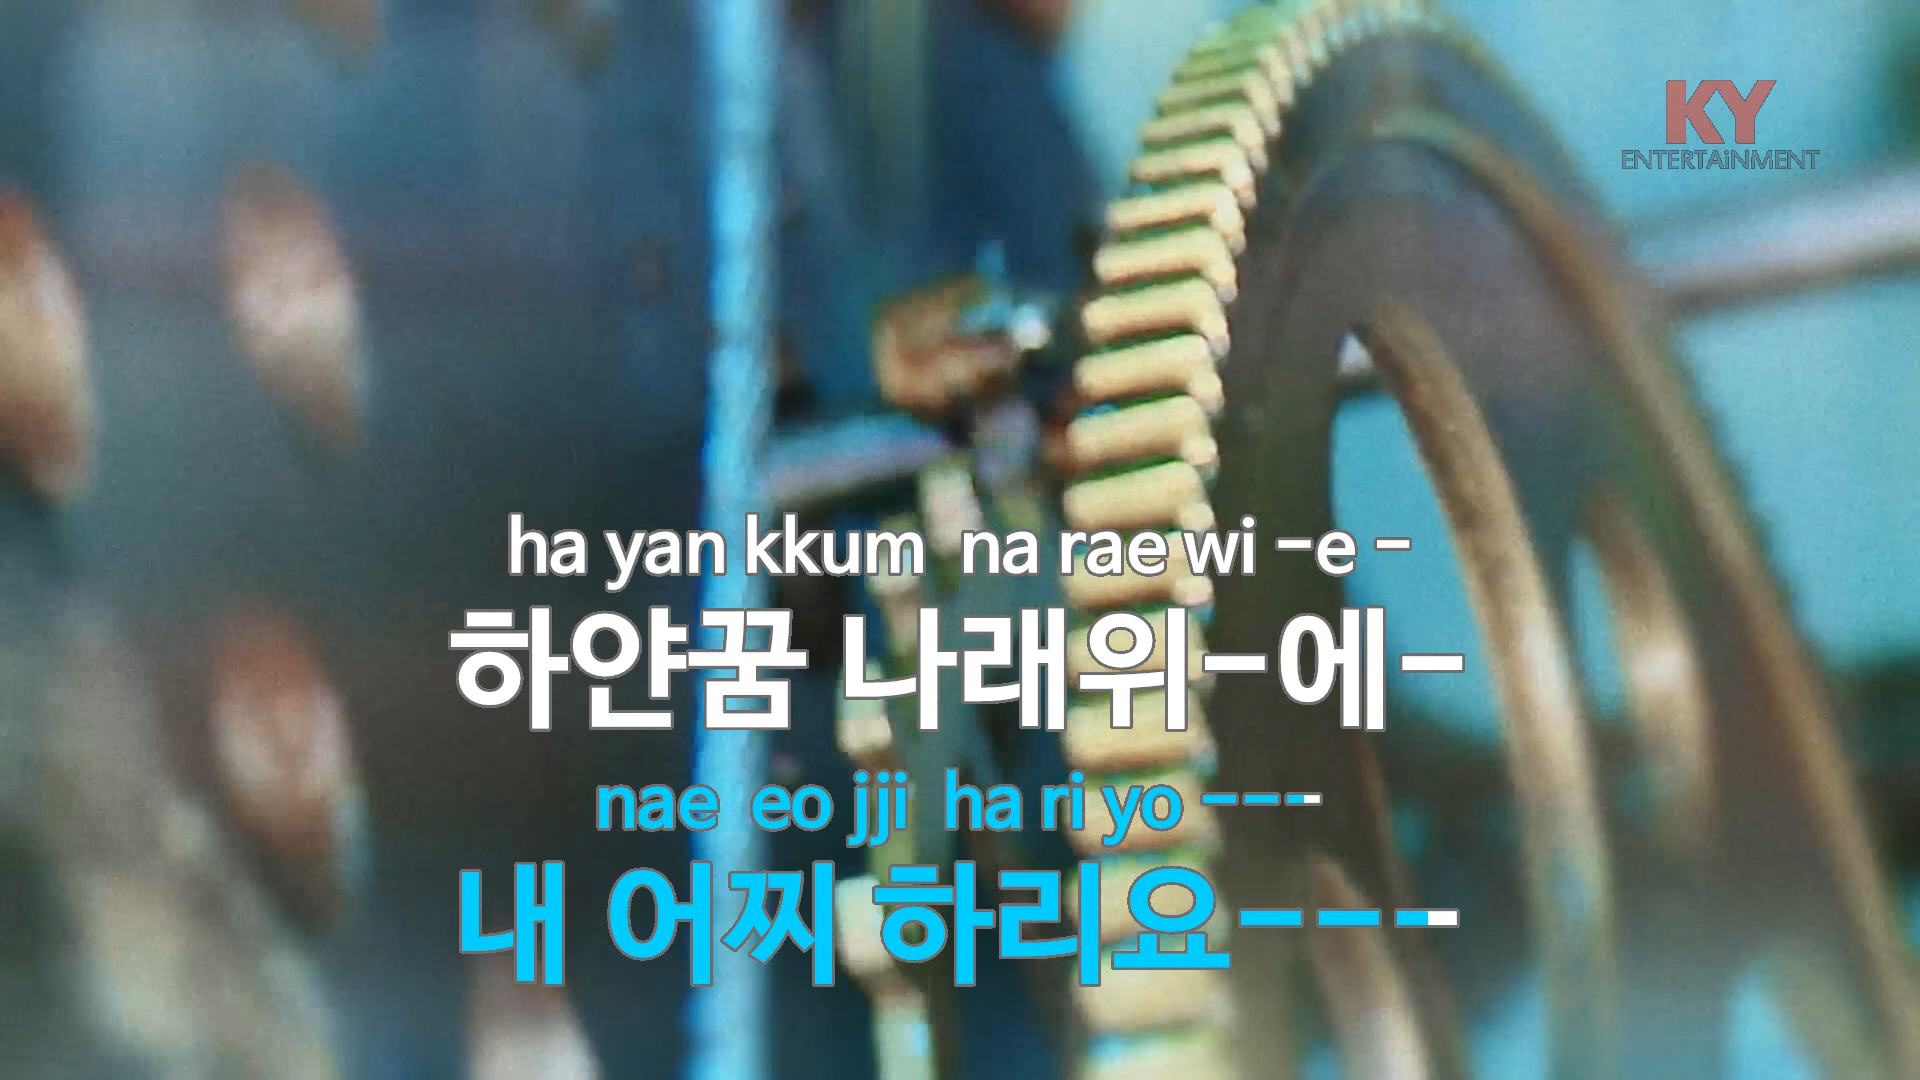 KY
ENTERTAiNMENT
ha yan kkum na rae wi -e -
하얀꿈 나래위-에-
nae eo jji ha ri yo ---
내 어찌 하리요---